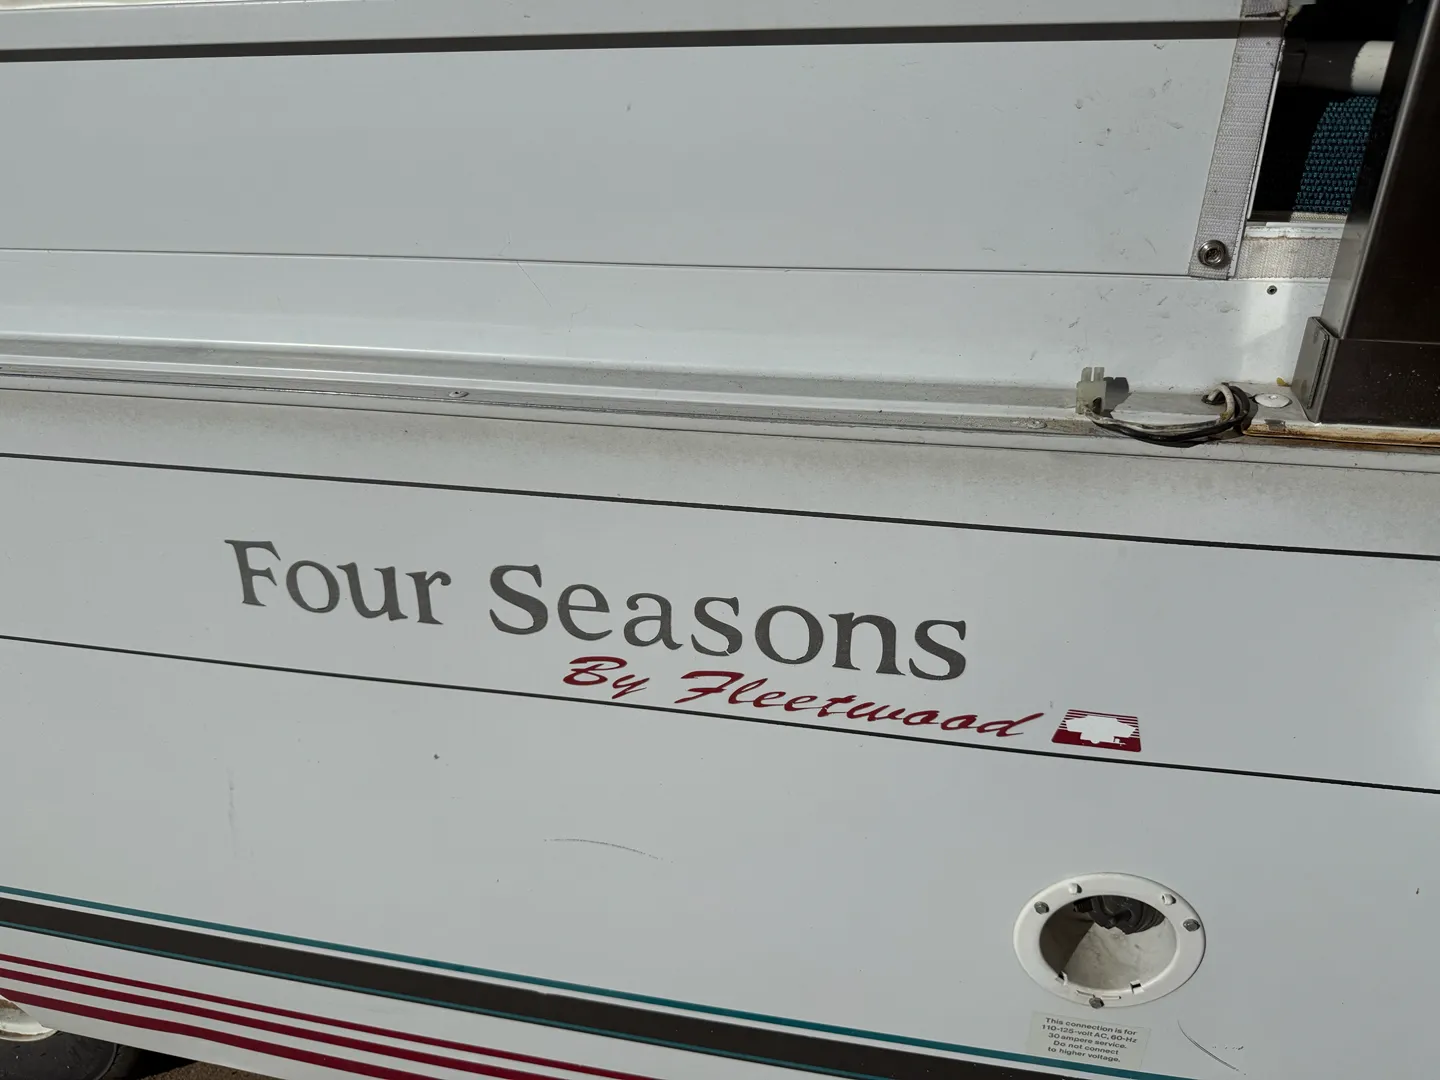 Four Seasons
By Fleetwood
This connection is for
110-125-volt AC, 60-Hz
30 ampere service.
Do not connect
to higher voltage.